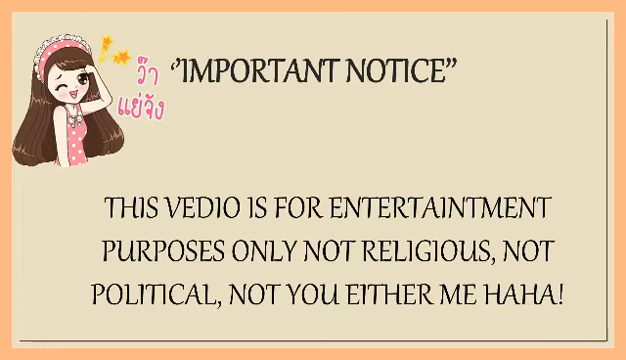 ว๊า
แย่จัง
‘’IMPORTANT NOTICE’’
THIS VEDIO IS FOR ENTERTAINTMENT
PURPOSES ONLY NOT RELIGIOUS, NOT
POLITICAL, NOT YOU EITHER ME HAHA!